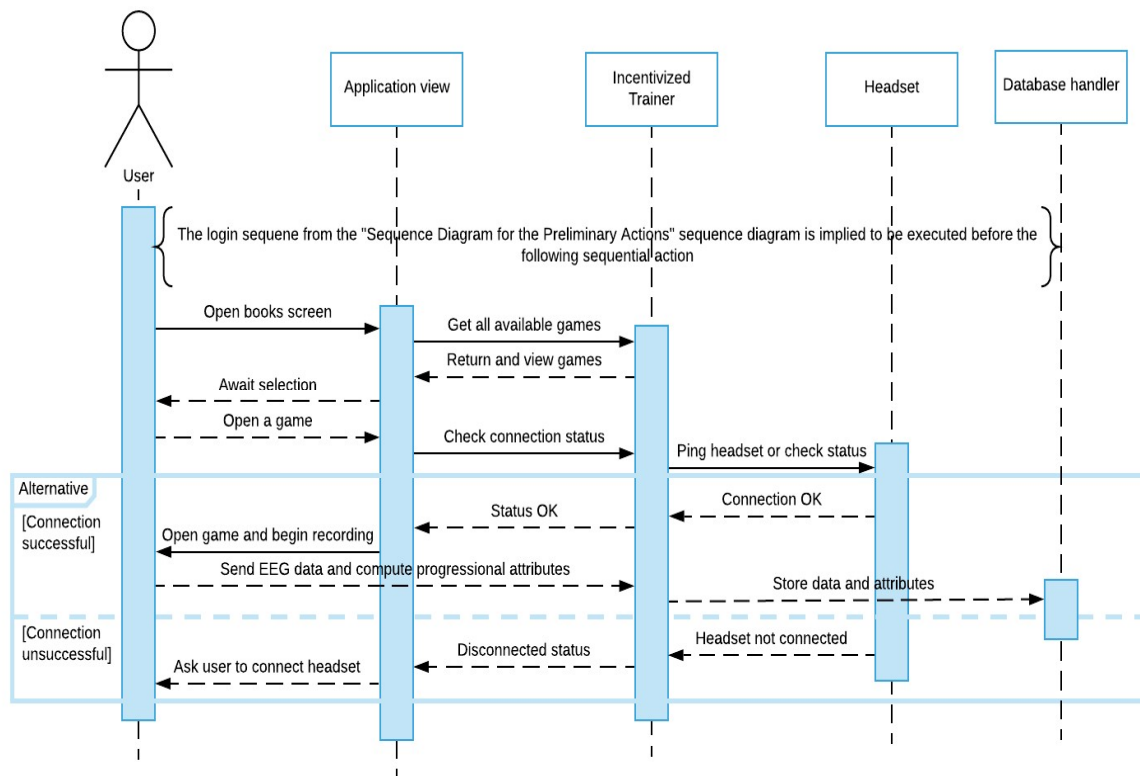 Application view
Incentivized
Trainer
Headset
Database handler
User
The login sequene from the "Sequence Diagram for the Preliminary Actions" sequence diagram is implied to be executed before the
following sequential action
Open books screen
Get all available games
Return and view games
Await selection
Open a game
Check connection status
Ping headset or check status
Alternative
[Connection
successful]
Connection OK
Status OK
Open game and begin recording
Send EEG data and compute progressional attributes
Store data and attributes
[Connection
unsuccessful]
Headset not connected
Disconnected status
Ask user to connect headset